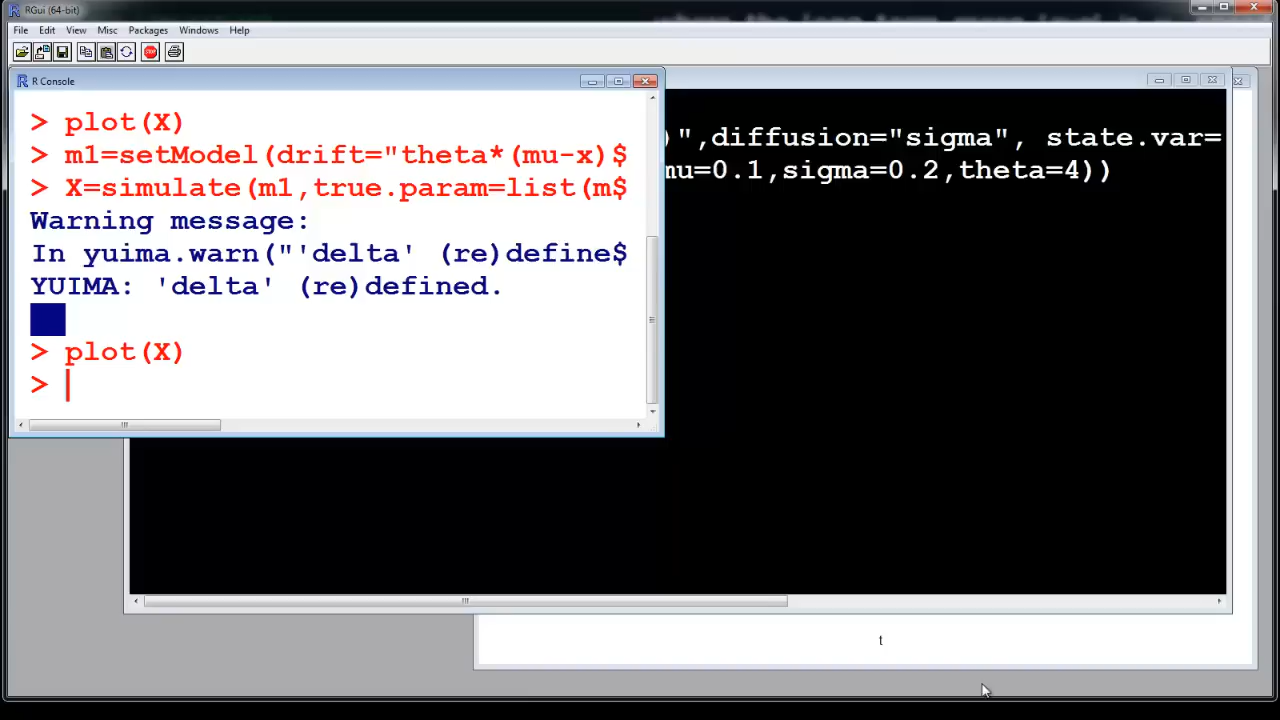 RGui (64-bit)
File Edit View Misc Packages Windows Help
R Console
> plot(X)
> m1=setModel(drift="theta*(mu-x)$
> X=simulate(m1,true.param=list(m$
Warning message:
In yuima.warn("'delta' (re)define$
YUIMA: 'delta' (re)defined.
> plot(X)
>
)",diffusion="sigma", state.var=
mu=0.1,sigma=0.2,theta=4))
t